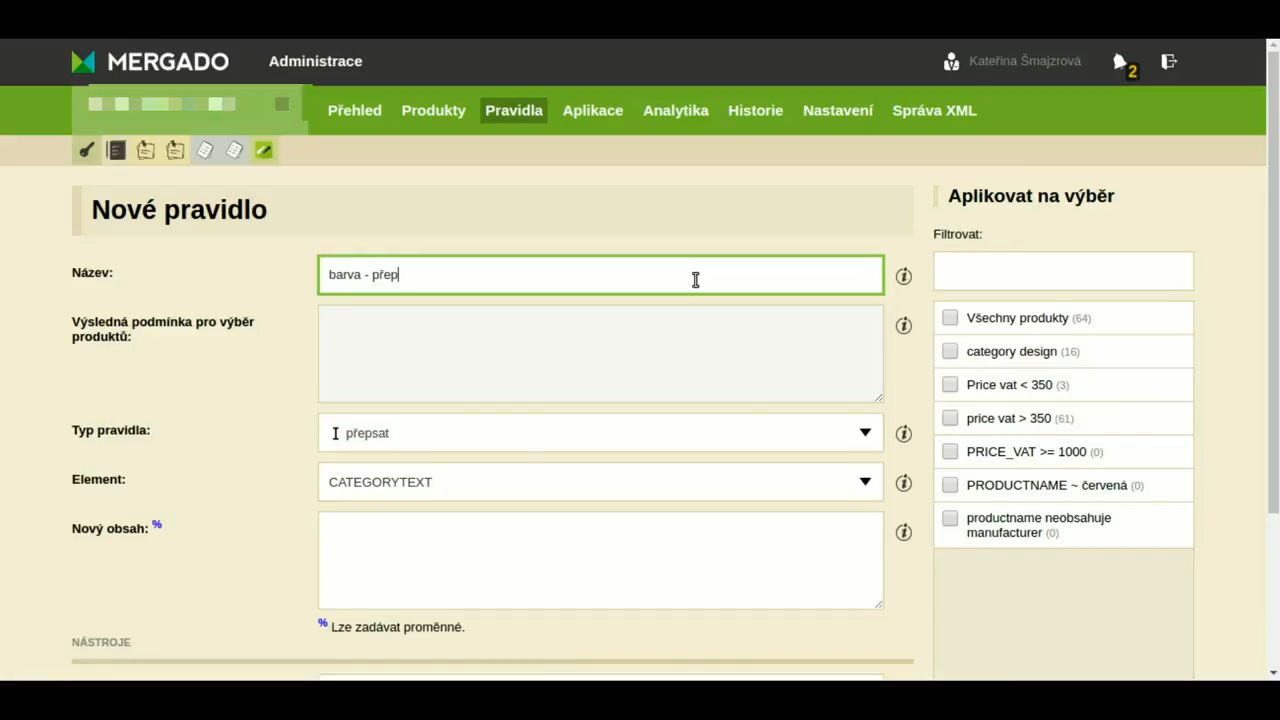 MERGADO Administrace Kateřina Šmajzrová 2
Přehled Produkty Pravidla Aplikace Analytika Historie Nastavení Správa XML
Nové pravidlo
Název:
barva - přep
Výsledná podmínka pro výběr
produktů:
Typ pravidla:
přepsat
Element:
CATEGORYTEXT
Nový obsah: %
% Lze zadávat proměnné.
NÁSTROJE
Aplikovat na výběr
Filtrovat:
Všechny produkty (64)
category design (16)
Price vat < 350 (3)
price vat > 350 (61)
PRICE_VAT >= 1000 (0)
PRODUCTNAME ~ červená (0)
productname neobsahuje
manufacturer (0)